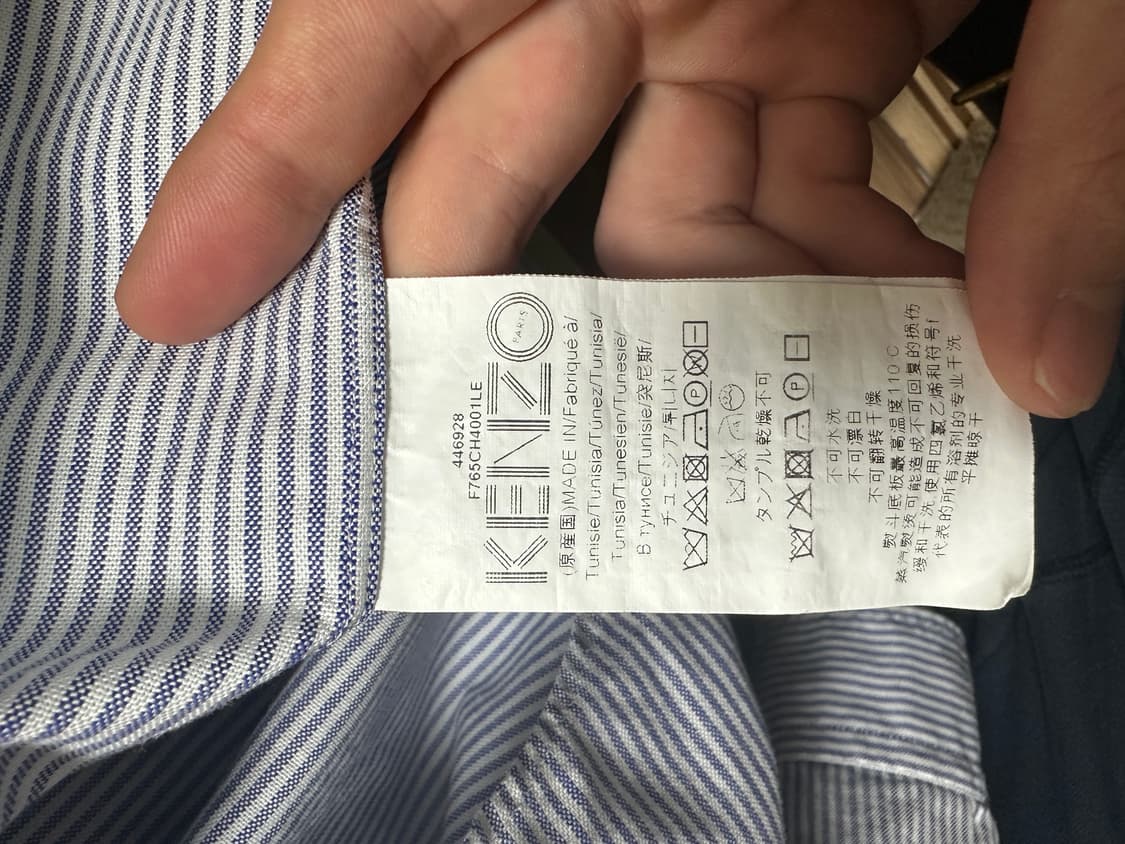 446928
F765CH4001LE
KENZO
PARIS
(原産国)MADE IN/Fabriqué à/
Tunisie/Tunisia/Túnez/Tunisia/
Tunísia/Tunesien/Tunesië/
В тунисе/Tunisie/突尼斯/
チュニジア/튀니지
P
タンブル乾燥不可
P
不可水洗
不可漂白
不可翻转干燥
熨斗底板最高温度110°C
蒸汽熨烫可能造成不可回复的损伤
缓和干洗,使用四氯乙烯和符号f
代表的所有溶剂的专业干洗
平摊晾干